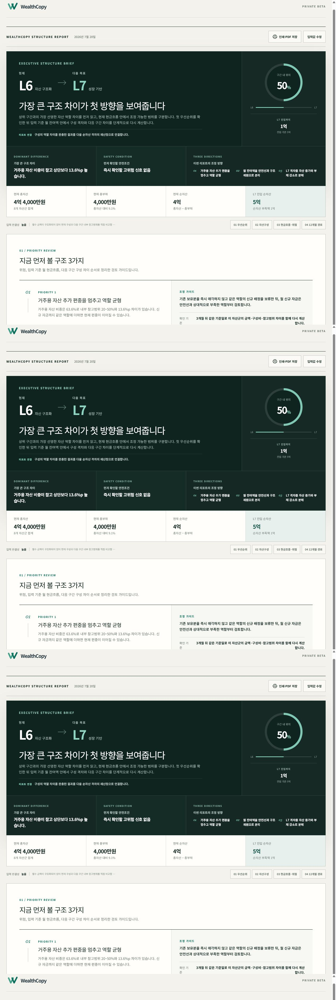 WealthCopy
PRIVATE BETA
WEALTHCOPY STRUCTURE REPORT 2026년 7월 20일
인쇄·PDF 저장
입력값 수정
EXECUTIVE STRUCTURE BRIEF
현재
L6 자산 구조화
다음 목표
L7 성장 기반
가장 큰 구조 차이가 첫 방향을 보여줍니다
상위 구간과의 가장 선명한 자산 역할 차이를 먼저 읽고, 현재 현금흐름 안에서 조정 가능한 범위를 구분합니다. 첫 우선순위를 확
인한 뒤 입력 기준 월 잔여액 안에서 구성 격차와 다음 구간 차이를 단계적으로 다시 계산합니다.
리포트 연결 구성의 역할 차이를 완충한 결과를 다음 순자산 격차의 재산정으로 연결합니다.
구간 내 위치
50%
L6 L7
L7 진입까지
1억
진입 기준 5억
DOMINANT DIFFERENCE
가장 큰 구조 차이
거주용 자산 비중이 참고 상단보다 13.6%p 높
습니다.
SAFETY CONDITION
먼저 확인할 안전조건
즉시 확인할 고위험 신호 없음
THREE DIRECTIONS
이번 리포트의 조정 방향
01 거주용 자산 추가 편중을
멈추고 역할 균형
02 월 잔여액을 안전선과 구조
재원으로 분리
03 L7 격차를 자산 증가와 부
채 감소로 분해
현재 총자산
4억 4,000만원
8개 자산군 합계
현재 총부채
4,000만원
총자산 대비 9.1%
현재 순자산
4억
총자산 − 총부채
L7 진입 순자산
5억
순자산 부족액 1억
입력 완결성 높음 필수 금액이 구조화되어 있어 현재 구성과 다음 구간 내부 참고범위를 직접 비교할 …
01 우선순위
02 자산구성
03 현금흐름·위험
04 12개월 경로
01 / PRIORITY REVIEW
지금 먼저 볼 구조 3가지
위험, 입력 기준 월 현금흐름, 다음 구간 구성 차이 순서로 정리한 검토 가이드입니다.
01 PRIORITY 1
거주용 자산 추가 편중을 멈추고 역할 균형
거주용 자산 비중은 63.6%로 내부 참고범위 20~50%와 13.6%p 차이가 있습니다. 신
규 자금까지 같은 역할에 더하면 현재 편중이 이어질 수 있습니다.
조정 가이드
기존 보유분을 즉시 매각하지 않고 같은 역할의 신규 배정을 보류한 뒤, 월 신규 자금은
안전선과 상대적으로 부족한 역할부터 검토합니다.
확인 기
준
3개월 뒤 같은 기준일로 이 자산군의 금액·구성비·참고범위 차이를 함께 다시 계산
합니다.
WealthCopy
PRIVATE BETA
WEALTHCOPY STRUCTURE REPORT 2026년 7월 20일
인쇄·PDF 저장
입력값 수정
EXECUTIVE STRUCTURE BRIEF
현재
L6 자산 구조화
다음 목표
L7 성장 기반
가장 큰 구조 차이가 첫 방향을 보여줍니다
상위 구간과의 가장 선명한 자산 역할 차이를 먼저 읽고, 현재 현금흐름 안에서 조정 가능한 범위를 구분합니다. 첫 우선순위를 확
인한 뒤 입력 기준 월 잔여액 안에서 구성 격차와 다음 구간 차이를 단계적으로 다시 계산합니다.
리포트 연결 구성의 역할 차이를 완충한 결과를 다음 순자산 격차의 재산정으로 연결합니다.
구간 내 위치
50%
L6 L7
L7 진입까지
1억
진입 기준 5억
DOMINANT DIFFERENCE
가장 큰 구조 차이
거주용 자산 비중이 참고 상단보다 13.6%p 높
습니다.
SAFETY CONDITION
먼저 확인할 안전조건
즉시 확인할 고위험 신호 없음
THREE DIRECTIONS
이번 리포트의 조정 방향
01 거주용 자산 추가 편중을
멈추고 역할 균형
02 월 잔여액을 안전선과 구조
재원으로 분리
03 L7 격차를 자산 증가와 부
채 감소로 분해
현재 총자산
4억 4,000만원
8개 자산군 합계
현재 총부채
4,000만원
총자산 대비 9.1%
현재 순자산
4억
총자산 − 총부채
L7 진입 순자산
5억
순자산 부족액 1억
입력 완결성 높음 필수 금액이 구조화되어 있어 현재 구성과 다음 구간 내부 참고범위를 직접 비교할 …
01 우선순위
02 자산구성
03 현금흐름·위험
04 12개월 경로
01 / PRIORITY REVIEW
지금 먼저 볼 구조 3가지
위험, 입력 기준 월 현금흐름, 다음 구간 구성 차이 순서로 정리한 검토 가이드입니다.
01 PRIORITY 1
거주용 자산 추가 편중을 멈추고 역할 균형
거주용 자산 비중은 63.6%로 내부 참고범위 20~50%와 13.6%p 차이가 있습니다. 신
규 자금까지 같은 역할에 더하면 현재 편중이 이어질 수 있습니다.
조정 가이드
기존 보유분을 즉시 매각하지 않고 같은 역할의 신규 배정을 보류한 뒤, 월 신규 자금은
안전선과 상대적으로 부족한 역할부터 검토합니다.
확인 기
준
3개월 뒤 같은 기준일로 이 자산군의 금액·구성비·참고범위 차이를 함께 다시 계산
합니다.
WealthCopy
PRIVATE BETA
WEALTHCOPY STRUCTURE REPORT 2026년 7월 20일
인쇄·PDF 저장
입력값 수정
EXECUTIVE STRUCTURE BRIEF
현재
L6 자산 구조화
다음 목표
L7 성장 기반
가장 큰 구조 차이가 첫 방향을 보여줍니다
상위 구간과의 가장 선명한 자산 역할 차이를 먼저 읽고, 현재 현금흐름 안에서 조정 가능한 범위를 구분합니다. 첫 우선순위를 확
인한 뒤 입력 기준 월 잔여액 안에서 구성 격차와 다음 구간 차이를 단계적으로 다시 계산합니다.
리포트 연결 구성의 역할 차이를 완충한 결과를 다음 순자산 격차의 재산정으로 연결합니다.
구간 내 위치
50%
L6 L7
L7 진입까지
1억
진입 기준 5억
DOMINANT DIFFERENCE
가장 큰 구조 차이
거주용 자산 비중이 참고 상단보다 13.6%p 높
습니다.
SAFETY CONDITION
먼저 확인할 안전조건
즉시 확인할 고위험 신호 없음
THREE DIRECTIONS
이번 리포트의 조정 방향
01 거주용 자산 추가 편중을
멈추고 역할 균형
02 월 잔여액을 안전선과 구조
재원으로 분리
03 L7 격차를 자산 증가와 부
채 감소로 분해
현재 총자산
4억 4,000만원
8개 자산군 합계
현재 총부채
4,000만원
총자산 대비 9.1%
현재 순자산
4억
총자산 − 총부채
L7 진입 순자산
5억
순자산 부족액 1억
입력 완결성 높음 필수 금액이 구조화되어 있어 현재 구성과 다음 구간 내부 참고범위를 직접 비교할 …
01 우선순위
02 자산구성
03 현금흐름·위험
04 12개월 경로
01 / PRIORITY REVIEW
지금 먼저 볼 구조 3가지
위험, 입력 기준 월 현금흐름, 다음 구간 구성 차이 순서로 정리한 검토 가이드입니다.
01 PRIORITY 1
거주용 자산 추가 편중을 멈추고 역할 균형
거주용 자산 비중은 63.6%로 내부 참고범위 20~50%와 13.6%p 차이가 있습니다. 신
규 자금까지 같은 역할에 더하면 현재 편중이 이어질 수 있습니다.
조정 가이드
기존 보유분을 즉시 매각하지 않고 같은 역할의 신규 배정을 보류한 뒤, 월 신규 자금은
안전선과 상대적으로 부족한 역할부터 검토합니다.
확인 기
준
3개월 뒤 같은 기준일로 이 자산군의 금액·구성비·참고범위 차이를 함께 다시 계산
합니다.
WealthCopy
PRIVATE BETA